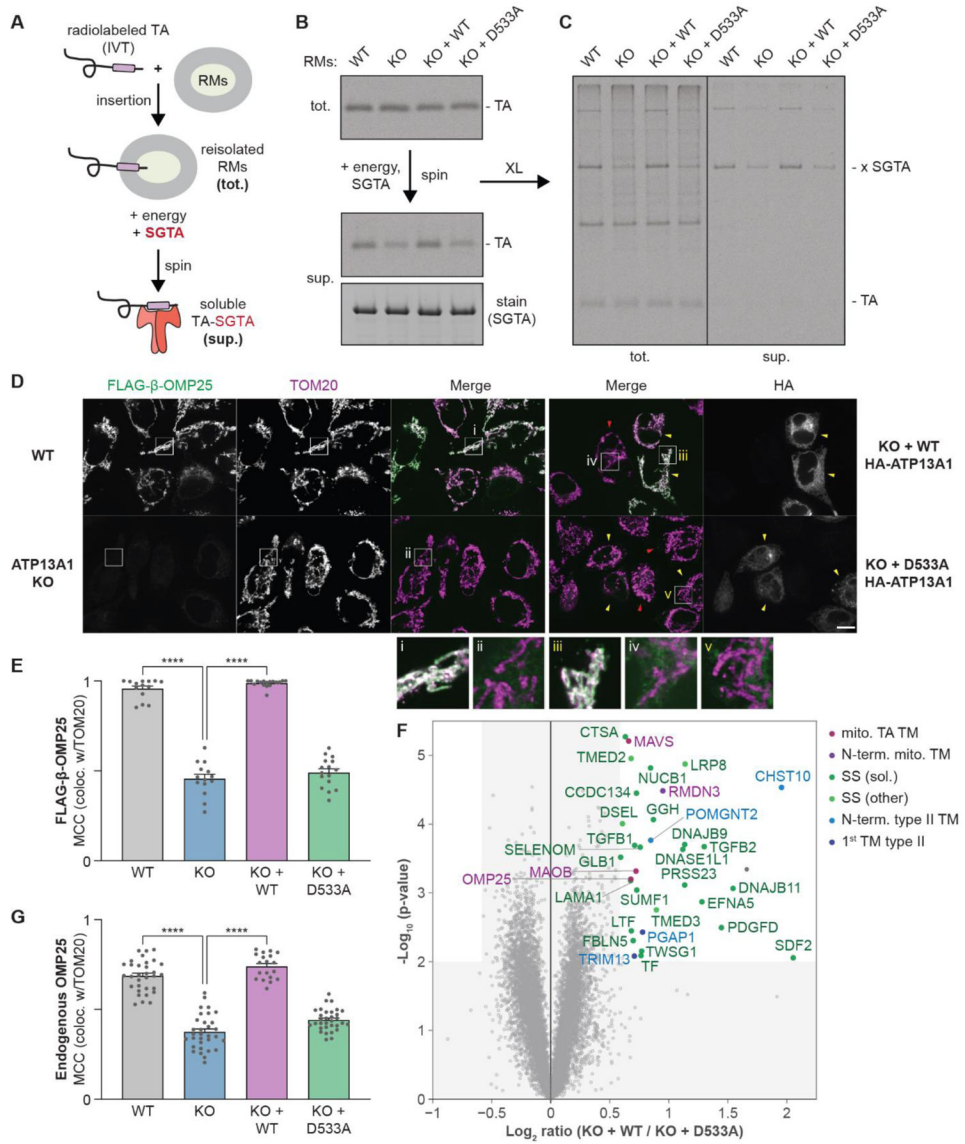 A
radiolabeled TA
(IVT)
+
RMs
insertion
reisolated
RMs
(tot.)
+ energy
+ SGTA
spin
soluble
TA-SGTA
(sup.)
B
RMs:
WT
KO
KO + WT
KO + D533A
tot.
- TA
+ energy,
SGTA
spin
XL
sup.
- TA
stain
(SGTA)
C
WT
KO
KO + WT
KO + D533A
WT
KO
KO + WT
KO + D533A
- x SGTA
- TA
tot.
sup.
D
FLAG-β-OMP25
TOM20
Merge
Merge
HA
WT
i
iv
iii
KO + WT
HA-ATP13A1
ATP13A1
KO
ii
v
KO + D533A
HA-ATP13A1
i
ii
iii
iv
v
E
FLAG-β-OMP25
MCC (coloc. w/TOM20)
1
0
****
****
WT
KO
KO +
WT
KO +
D533A
F
-Log10 (p-value)
5
4
3
2
1
0
−1
−0.5
0.0
0.5
1
1.5
2
Log2 ratio (KO + WT / KO + D533A)
CTSA
MAVS
TMED2
LRP8
NUCB1
CHST10
CCDC134
RMDN3
DSEL
GGH
POMGNT2
TGFB1
DNAJB9
SELENOM
TGFB2
GLB1
DNASE1L1
MAOB
PRSS23
OMP25
LAMA1
DNAJB11
SUMF1
EFNA5
LTF
TMED3
PDGFD
FBLN5
PGAP1
SDF2
TRIM13
TWSG1
TF
mito. TA TM
N-term. mito. TM
SS (sol.)
SS (other)
N-term. type II TM
1st TM type II
G
Endogenous OMP25
MCC (coloc. w/TOM20)
1
0
****
****
WT
KO
KO +
WT
KO +
D533A